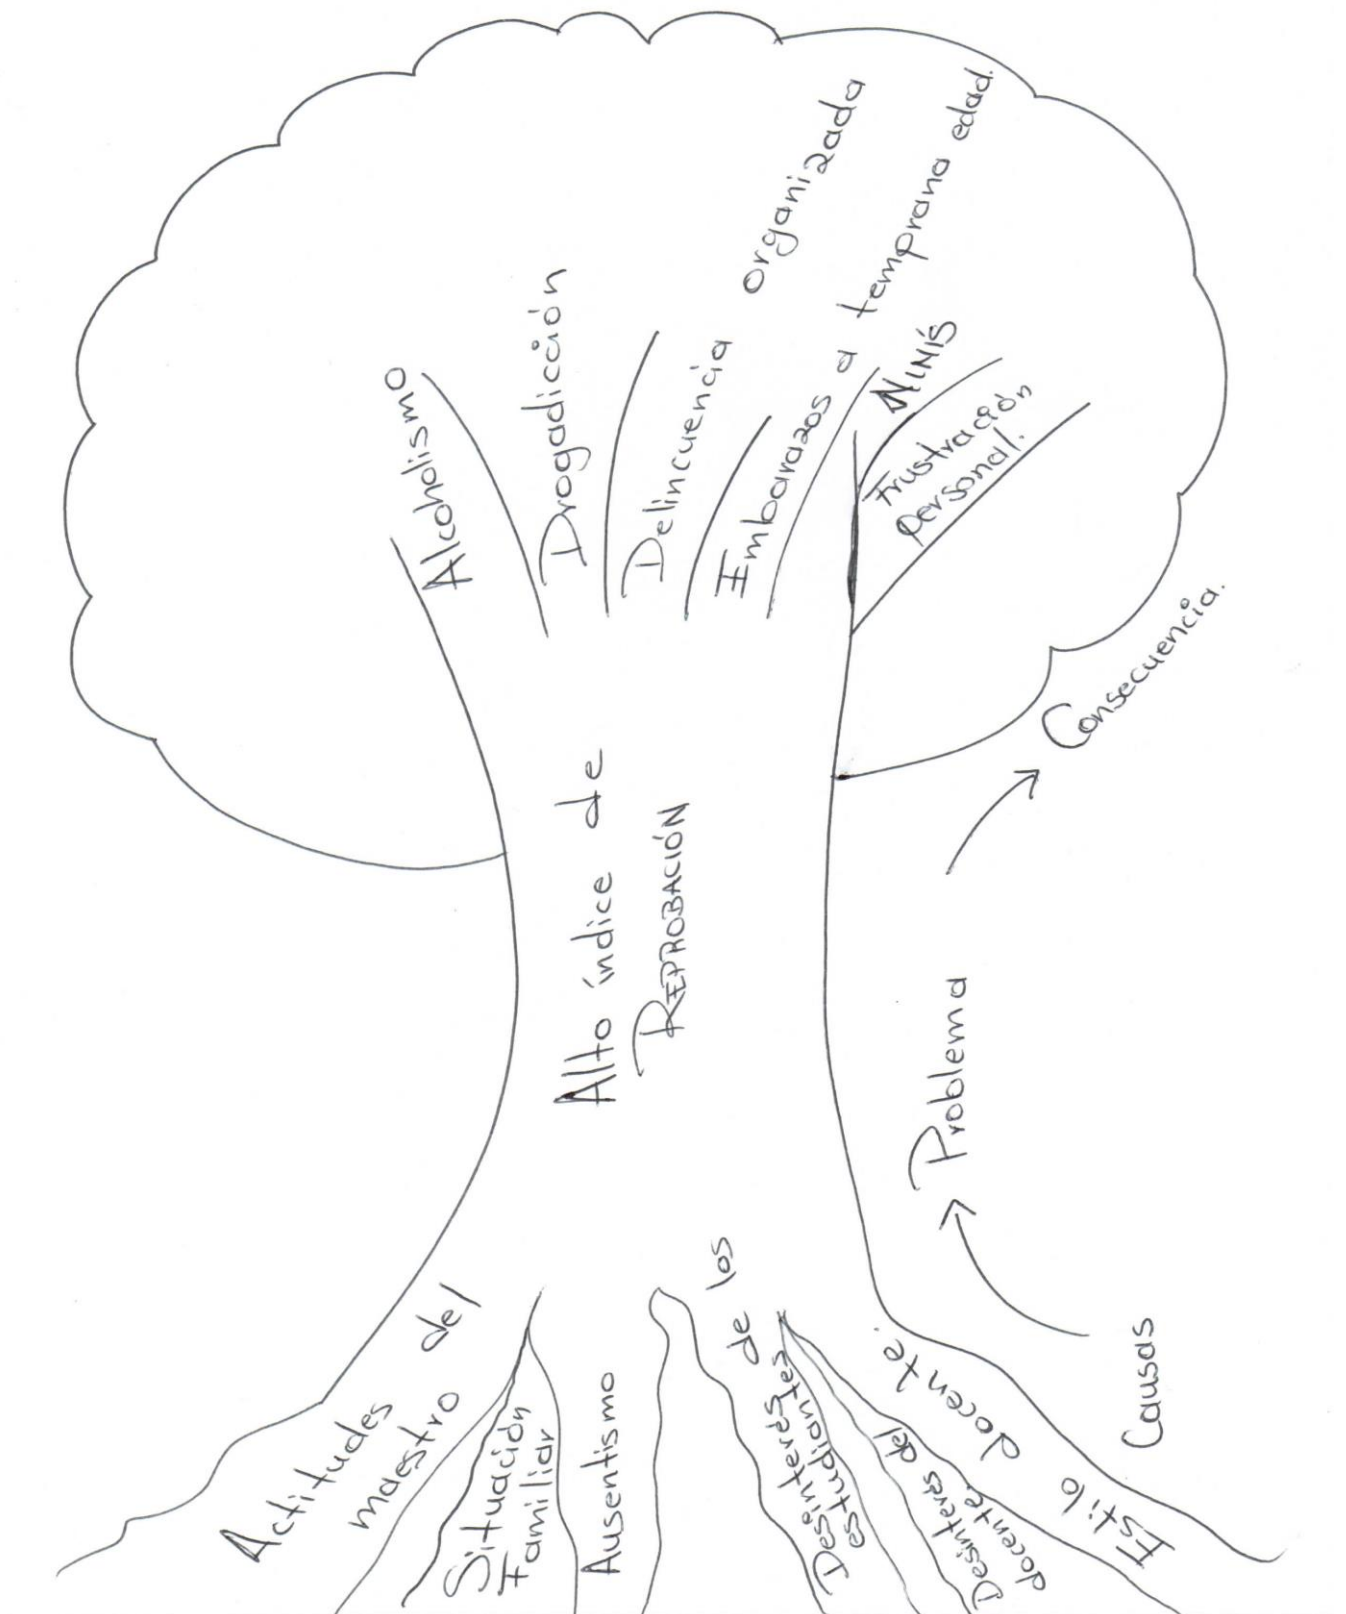 Alcoholismo
Drogadicción
Delincuencia organizada
Embarazos a temprana edad.
NINÍS
Frustración
personal.
Alto índice de
REPROBACIÓN
Consecuencia.
Problema
Causas
Actitudes del
maestro
Situación
Familiar
Ausentismo
Desinterés de los
estudiantes
Desinterés del
docente.
Estilo docente.